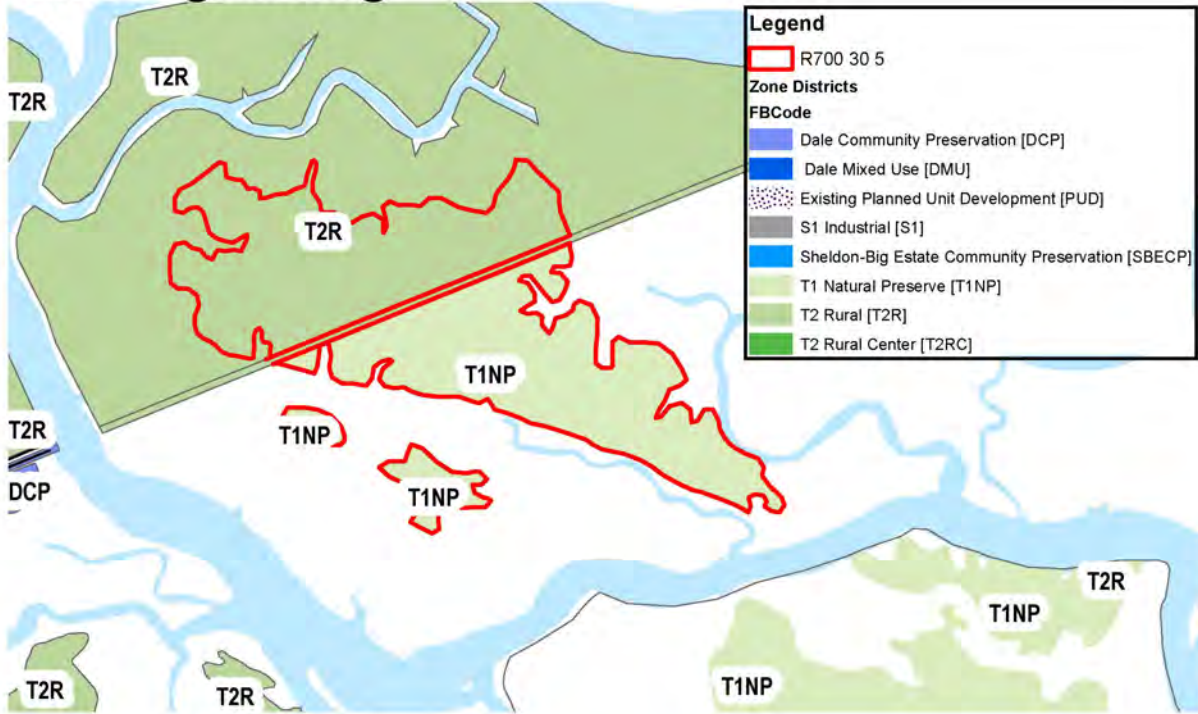 Legend
R700 30 5
Zone Districts
FBCode
Dale Community Preservation [DCP]
Dale Mixed Use [DMU]
Existing Planned Unit Development [PUD]
S1 Industrial [S1]
Sheldon-Big Estate Community Preservation [SBECP]
T1 Natural Preserve [T1NP]
T2 Rural [T2R]
T2 Rural Center [T2RC]
T2R
T2R
T2R
T1NP
T2R
T1NP
DCP
T1NP
T2R
T1NP
T2R
T2R
T1NP